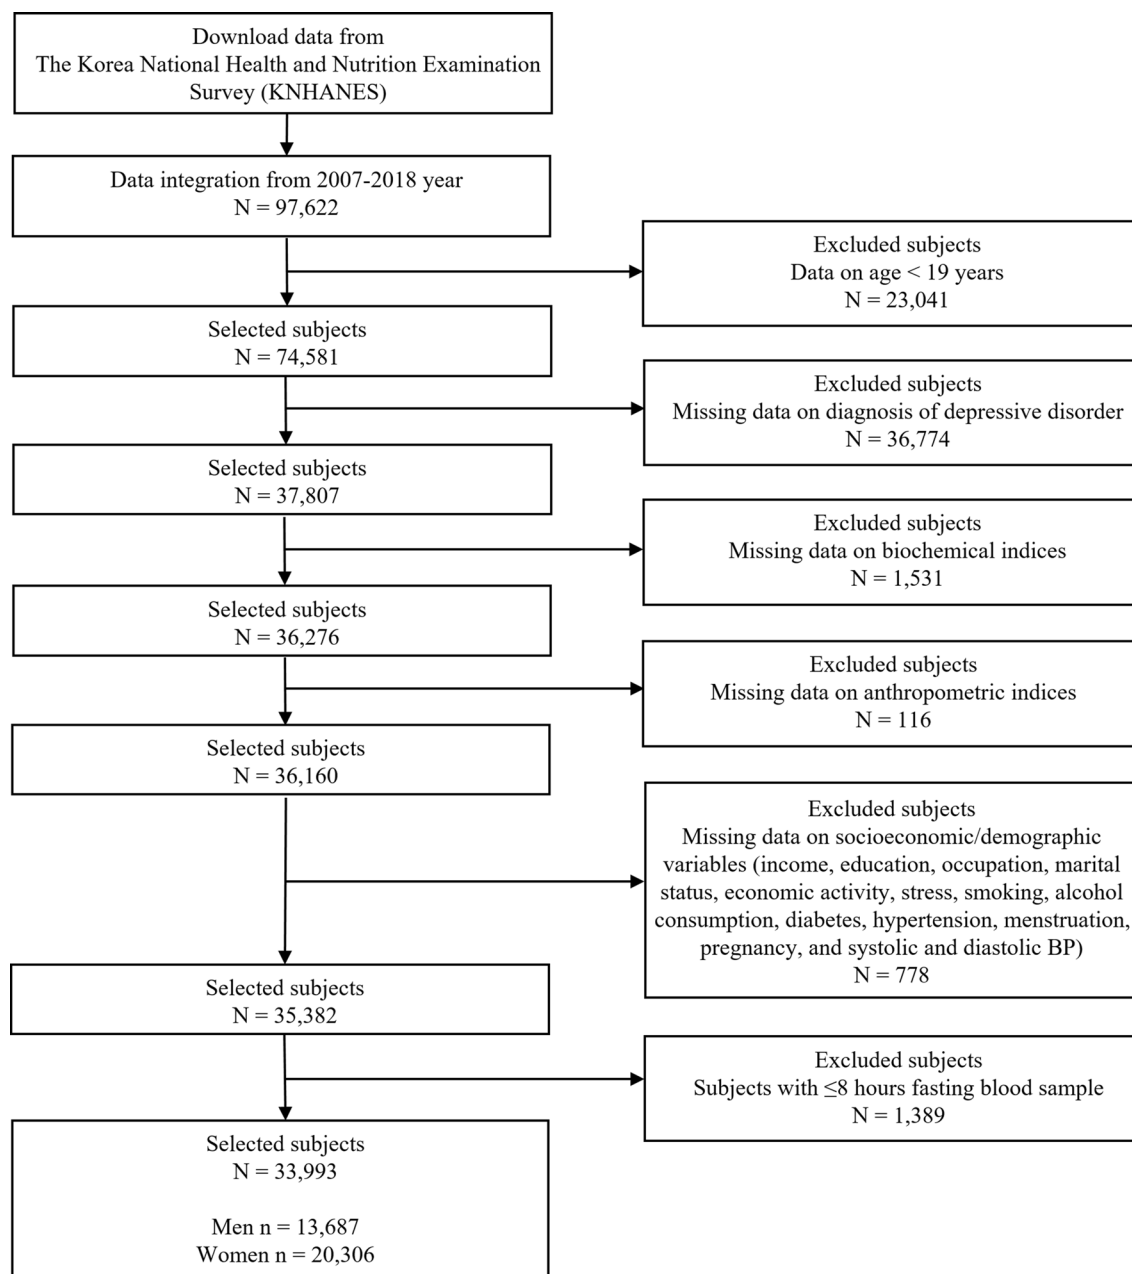 Download data from
The Korea National Health and Nutrition Examination
Survey (KNHANES)
Data integration from 2007-2018 year
N = 97,622
Excluded subjects
Data on age < 19 years
N = 23,041
Selected subjects
N = 74,581
Excluded subjects
Missing data on diagnosis of depressive disorder
N = 36,774
Selected subjects
N = 37,807
Excluded subjects
Missing data on biochemical indices
N = 1,531
Selected subjects
N = 36,276
Excluded subjects
Missing data on anthropometric indices
N = 116
Selected subjects
N = 36,160
Excluded subjects
Missing data on socioeconomic/demographic
variables (income, education, occupation, marital
status, economic activity, stress, smoking, alcohol
consumption, diabetes, hypertension, menstruation,
pregnancy, and systolic and diastolic BP)
N = 778
Selected subjects
N = 35,382
Excluded subjects
Subjects with ≤8 hours fasting blood sample
N = 1,389
Selected subjects
N = 33,993
Men n = 13,687
Women n = 20,306